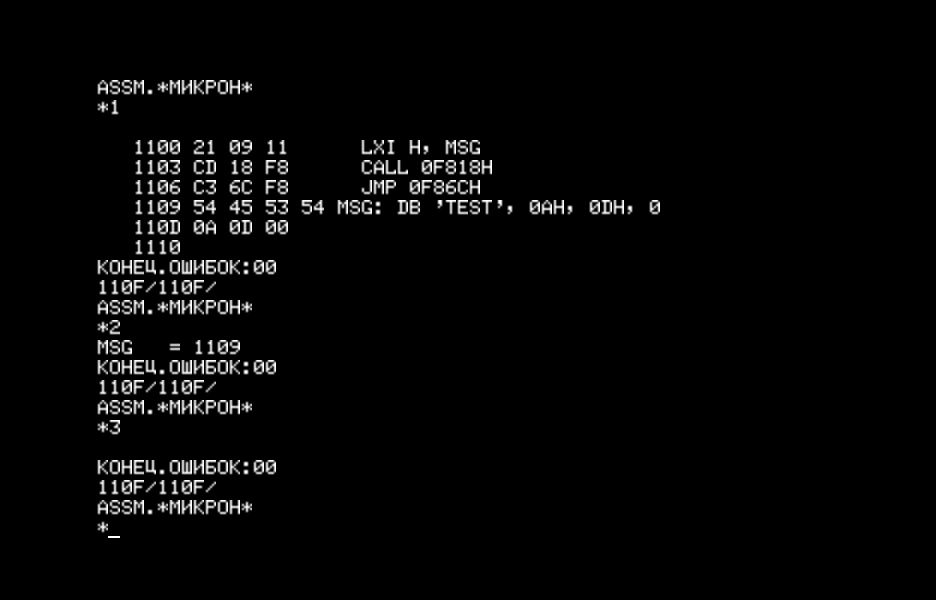 ASSM.*МИКРОН*
*1
1100 21 09 11 LXI H, MSG
1103 CD 18 F8 CALL 0F818H
1106 C3 6C F8 JMP 0F86CH
1109 54 45 53 54 MSG: DB 'TEST', 0AH, 0DH, 0
110D 0A 0D 00
1110
КОНЕЦ.ОШИБОК:00
110F/110F/
ASSM.*МИКРОН*
*2
MSG = 1109
КОНЕЦ.ОШИБОК:00
110F/110F/
ASSM.*МИКРОН*
*3
КОНЕЦ.ОШИБОК:00
110F/110F/
ASSM.*МИКРОН*
*_